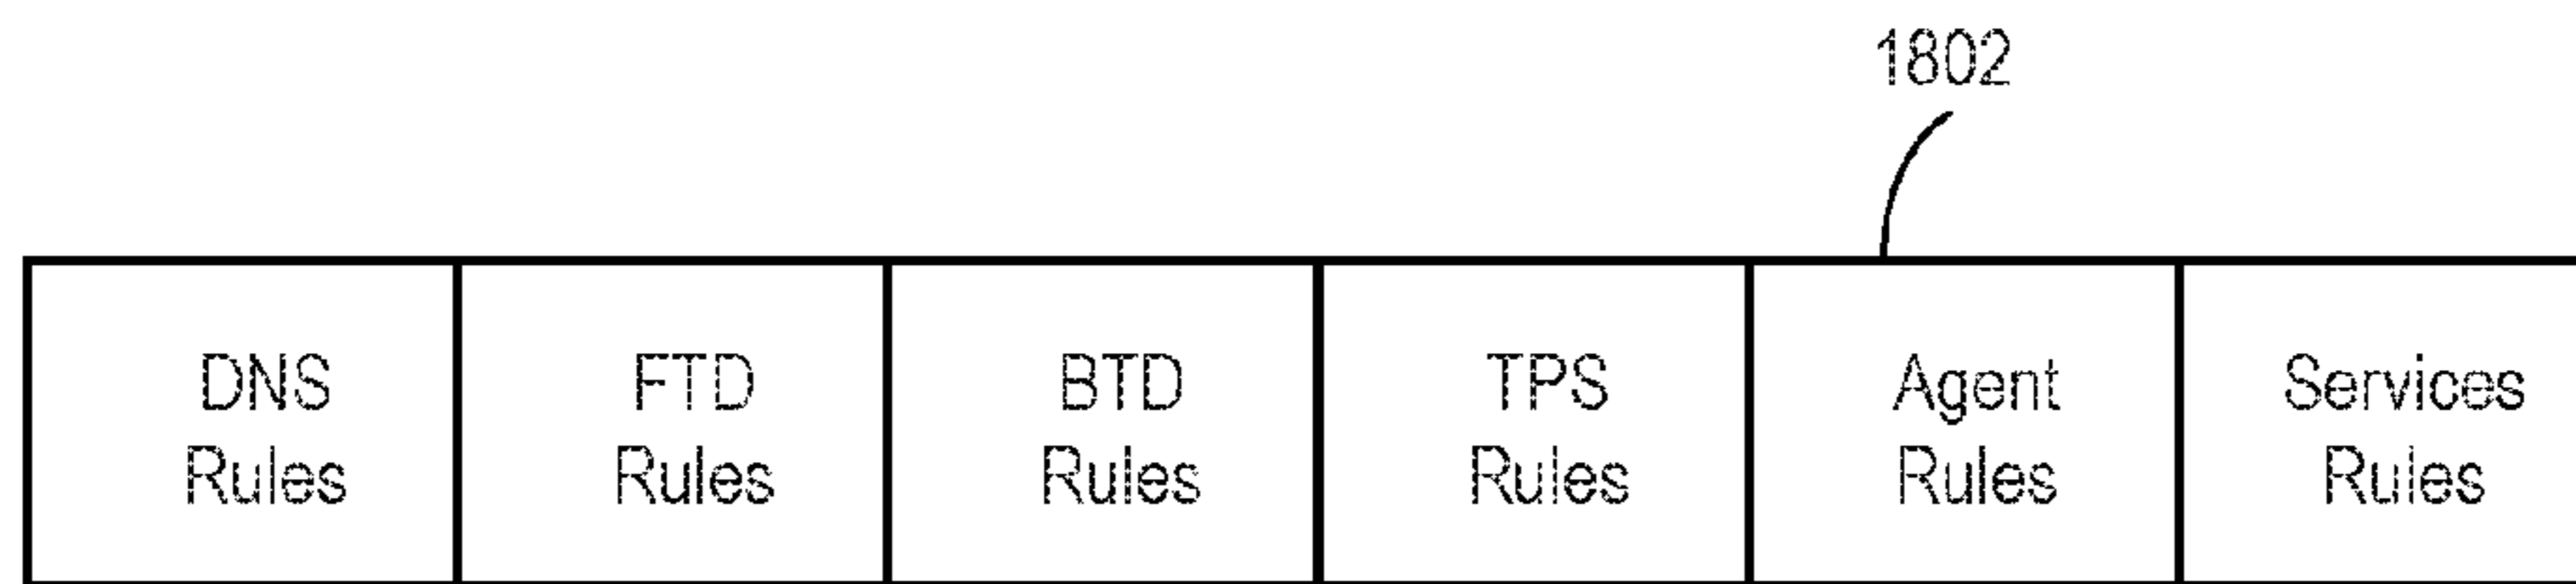 1802
DNS
Rules
FTD
Rules
BTD
Rules
TPS
Rules
Agent
Rules
Services
Rules